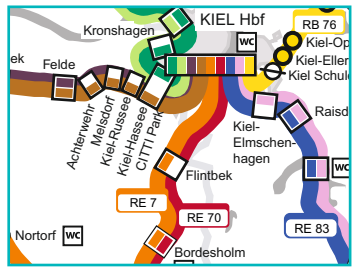 KIEL Hbf
RB 76
Kronshagen
WC
Kiel-Op
Kiel-Eller
Kiel Schul
ek
Felde
Achterwehr
Melsdorf
Kiel-Russee
Kiel-Hassee
CITTI Park
Kiel-
Elmschen-
hagen
Raisd
Flintbek
WC
RE 7
RE 70
RE 83
Nortorf
WC
Bordesholm